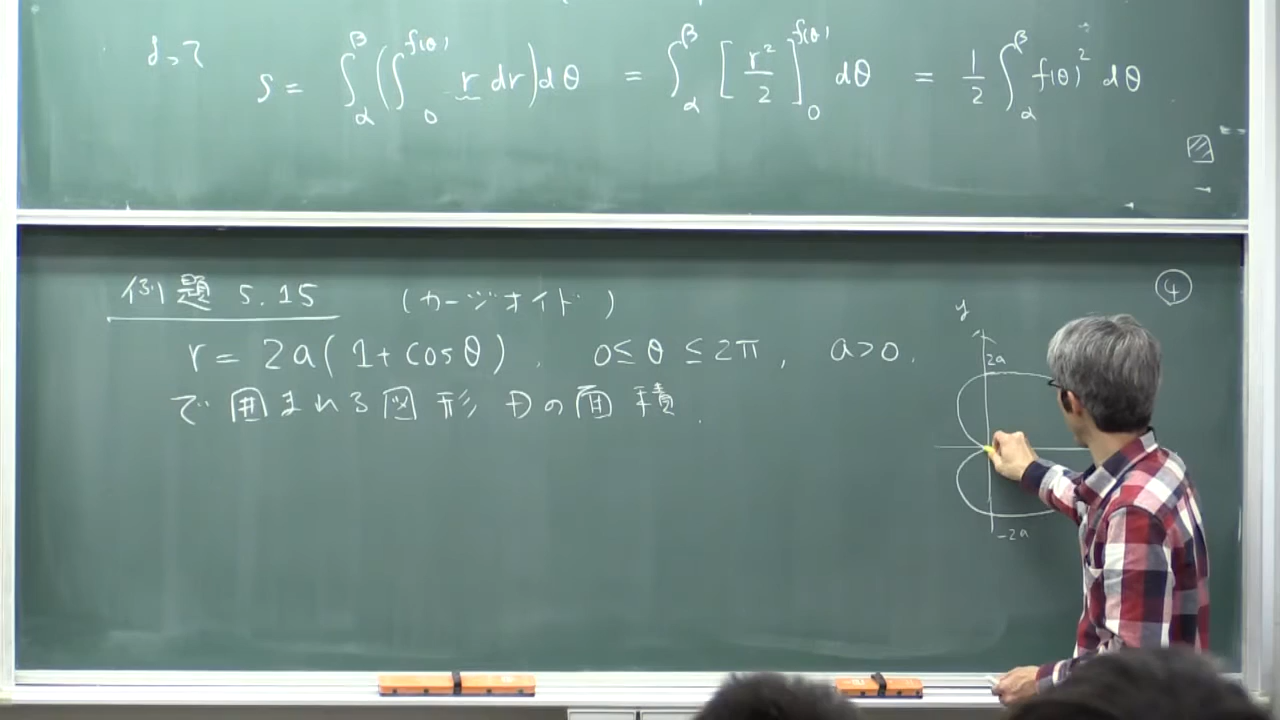 よって S = ∫_α^β (∫_0^{f(θ)} r dr) dθ = ∫_α^β [r²/2]_0^{f(θ)} dθ = 1/2 ∫_α^β f(θ)² dθ
例題 5.15 (カージオイド)
④
r = 2a(1 + cosθ), 0 ≤ θ ≤ 2π, a > 0.
で囲まれる図形 Dの面積.
y
2a
-2a